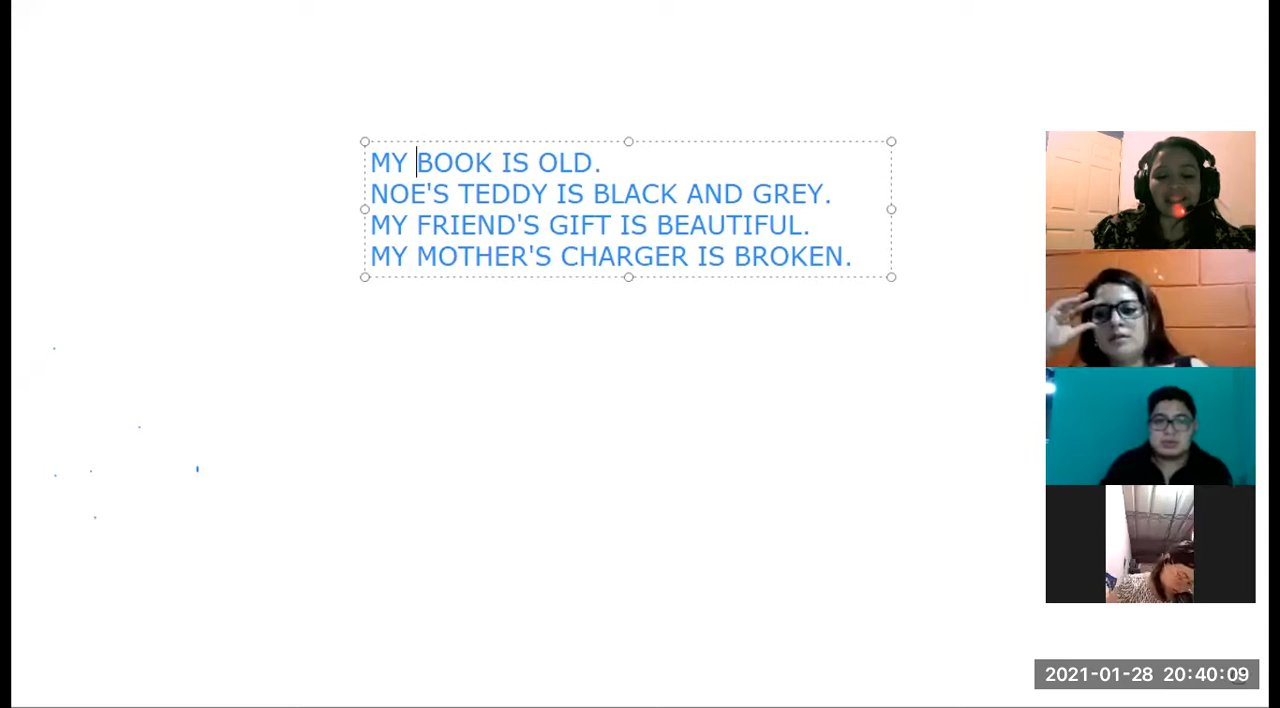 MY BOOK IS OLD.
NOE'S TEDDY IS BLACK AND GREY.
MY FRIEND'S GIFT IS BEAUTIFUL.
MY MOTHER'S CHARGER IS BROKEN.
2021-01-28 20:40:09